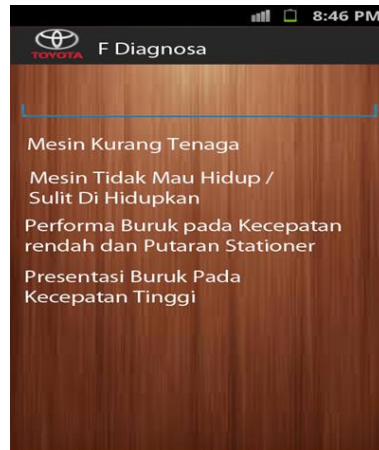 8:46 PM
TOYOTA
F Diagnosa
Mesin Kurang Tenaga
Mesin Tidak Mau Hidup /
Sulit Di Hidupkan
Performa Buruk pada Kecepatan
rendah dan Putaran Stationer
Presentasi Buruk Pada
Kecepatan Tinggi